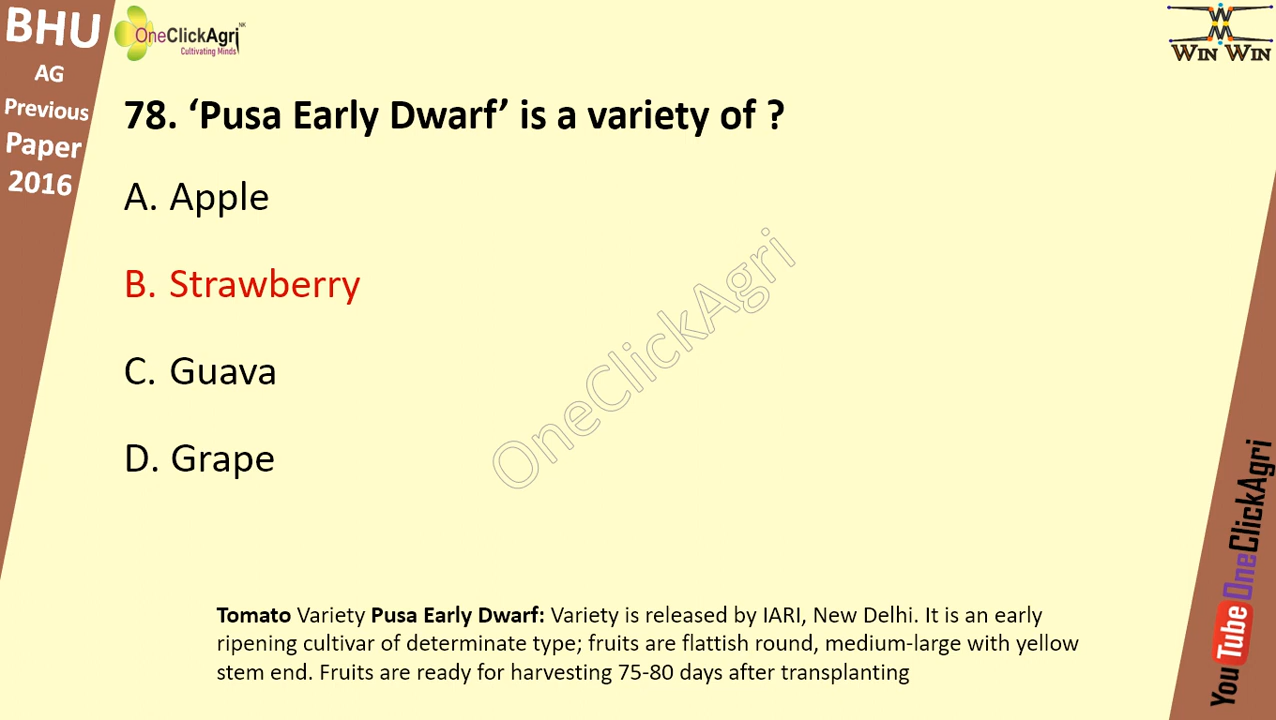 BHU
AG
Previous
Paper
2016
OneClickAgri NK
Cultivating Minds
WIN WIN
78. ‘Pusa Early Dwarf’ is a variety of ?
A. Apple
B. Strawberry
C. Guava
D. Grape
OneClickAgri
Tomato Variety Pusa Early Dwarf: Variety is released by IARI, New Delhi. It is an early
ripening cultivar of determinate type; fruits are flattish round, medium-large with yellow
stem end. Fruits are ready for harvesting 75-80 days after transplanting
YouTube OneClickAgri